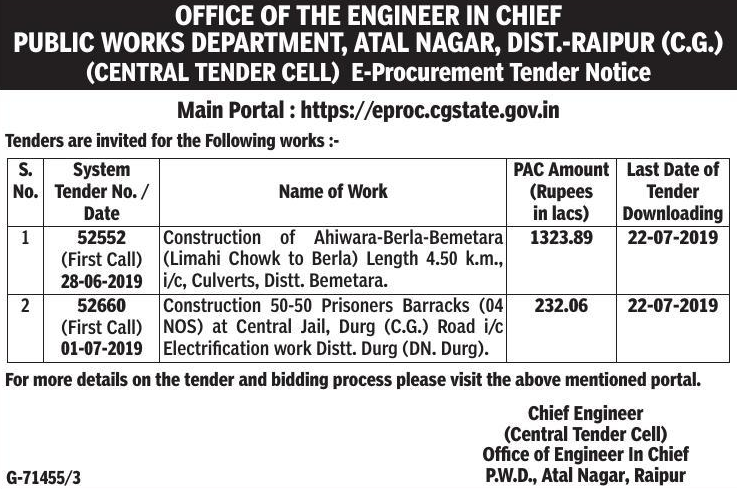 OFFICE OF THE ENGINEER IN CHIEF
PUBLIC WORKS DEPARTMENT, ATAL NAGAR, DIST.-RAIPUR (C.G.)
(CENTRAL TENDER CELL) E-Procurement Tender Notice
Main Portal : https://eproc.cgstate.gov.in
Tenders are invited for the Following works :-
S. No. System Tender No. / Date Name of Work PAC Amount (Rupees in lacs) Last Date of Tender Downloading
1 52552 Construction of Ahiwara-Berla-Bemetara 1323.89 22-07-2019
(First Call) (Limahi Chowk to Berla) Length 4.50 k.m.,
28-06-2019 i/c, Culverts, Distt. Bemetara.
2 52660 Construction 50-50 Prisoners Barracks (04 232.06 22-07-2019
(First Call) NOS) at Central Jail, Durg (C.G.) Road i/c
01-07-2019 Electrification work Distt. Durg (DN. Durg).
For more details on the tender and bidding process please visit the above mentioned portal.
Chief Engineer
(Central Tender Cell)
Office of Engineer In Chief
G-71455/3 P.W.D., Atal Nagar, Raipur